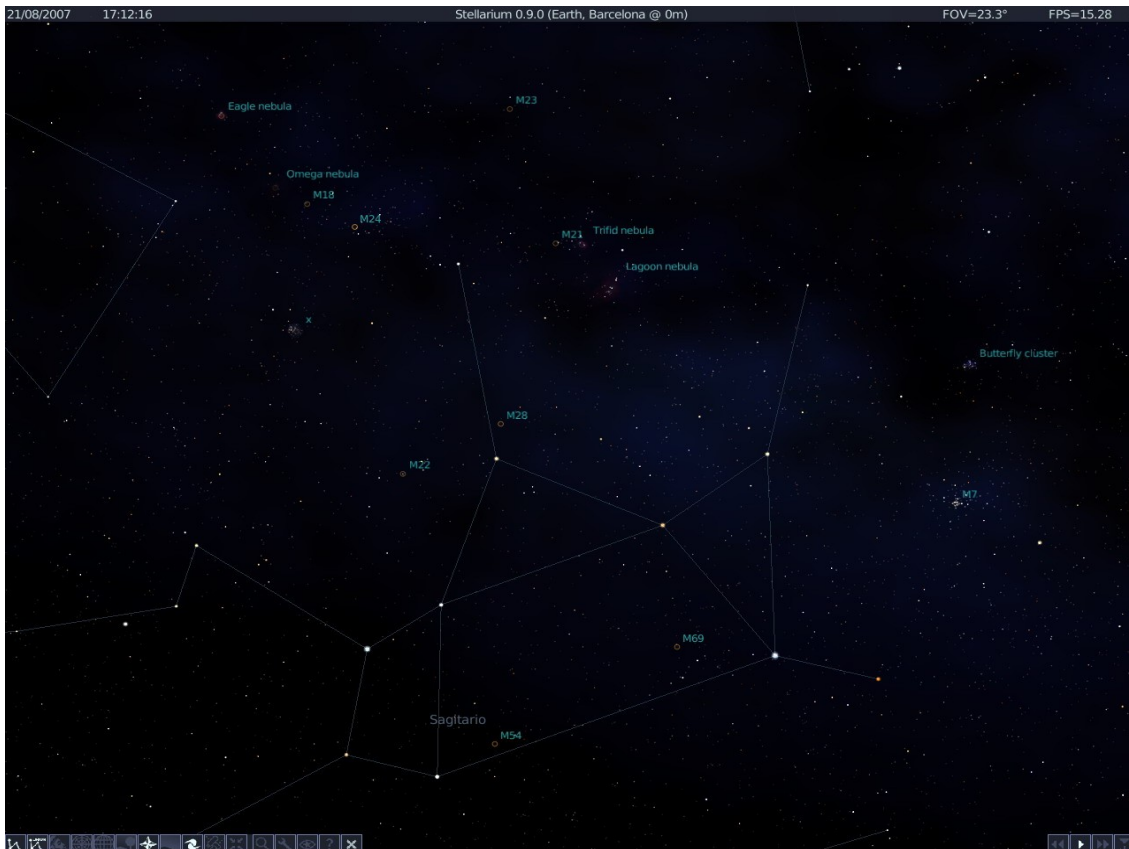 21/08/2007 17:12:16 Stellarium 0.9.0 (Earth, Barcelona @ 0m) FOV=23.3° FPS=15.28
Eagle nebula
M23
Omega nebula
M18
M24
M21
Trifid nebula
Lagoon nebula
x
Butterfly cluster
M28
M22
M7
M69
Sagitario
M54